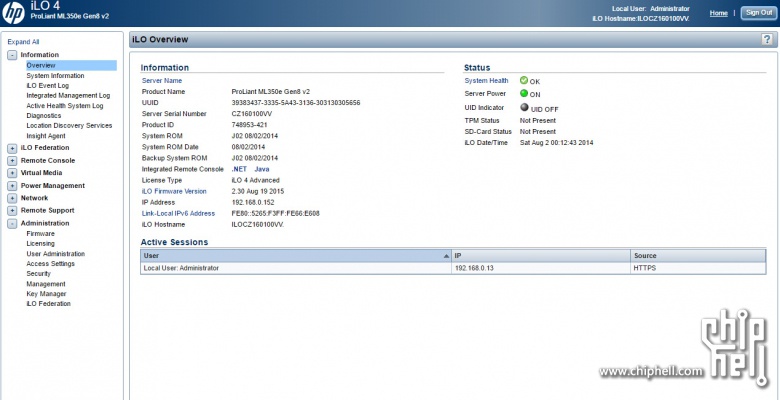 hp
iLO 4
ProLiant ML350e Gen8 v2
Local User: Administrator
iLO Hostname:ILOCZ160100VV.
Home
Sign Out
Expand All
Information
Overview
System Information
iLO Event Log
Integrated Management Log
Active Health System Log
Diagnostics
Location Discovery Services
Insight Agent
iLO Federation
Remote Console
Virtual Media
Power Management
Network
Remote Support
Administration
Firmware
Licensing
User Administration
Access Settings
Security
Management
Key Manager
iLO Federation
iLO Overview
?
Information
Server Name
Product Name ProLiant ML350e Gen8 v2
UUID 39383437-3335-5A43-3136-303130305656
Server Serial Number CZ160100VV
Product ID 748953-421
System ROM J02 08/02/2014
System ROM Date 08/02/2014
Backup System ROM J02 08/02/2014
Integrated Remote Console .NET Java
License Type iLO 4 Advanced
iLO Firmware Version 2.30 Aug 19 2015
IP Address 192.168.0.152
Link-Local IPv6 Address FE80::5265:F3FF:FE66:E608
iLO Hostname ILOCZ160100VV.
Status
System Health OK
Server Power ON
UID Indicator UID OFF
TPM Status Not Present
SD-Card Status Not Present
iLO Date/Time Sat Aug 2 00:12:43 2014
Active Sessions
User IP Source
Local User: Administrator 192.168.0.13 HTTPS
chip
hell
www.chiphell.com